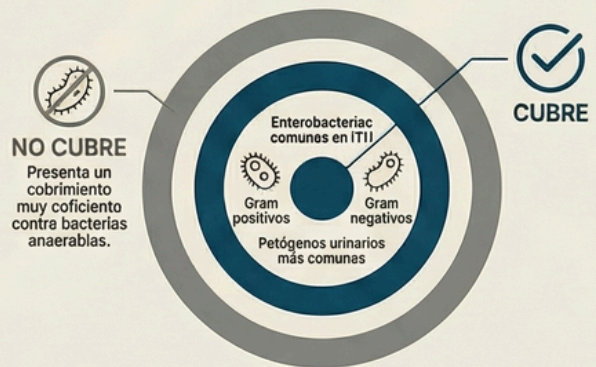 NO CUBRE
Presenta un
cobrimiento
muy coficiento
contra bacterias
anaerablas.
Enterobacteriac
comunes en iTII
Gram
positivos
Gram
negativos
Petógenos urinarios
más comunes
CUBRE